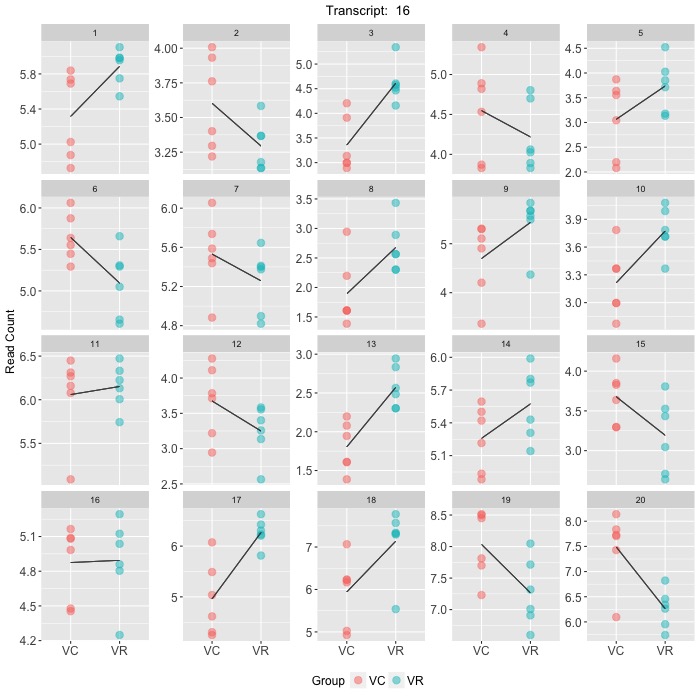 Transcript: 16
1 2 3 4 5
5.8 4.00 5.0 5.0 4.5
5.4 3.75 4.5 4.0 4.0
5.0 3.50 4.0 3.5
3.25 3.5 3.0
3.0 2.5
2.0
6 7 8 9 10
6.0 6.0 3.5 5 3.9
5.5 5.6 3.0 4 3.6
5.0 5.2 2.5 3.3
4.8 2.0 3.0
1.5
Read Count
11 12 13 14 15
6.5 4.0 3.0 6.0 4.0
6.0 3.5 2.5 5.7 3.5
5.5 3.0 2.0 5.4 3.0
2.5 1.5 5.1
16 17 18 19 20
5.1 6 7 8.5 8.0
4.8 5 6 8.0 7.5
4.5 5 7.5 7.0
4.2 7.0 6.5
6.0
VC VR VC VR VC VR VC VR VC VR
Group VC VR